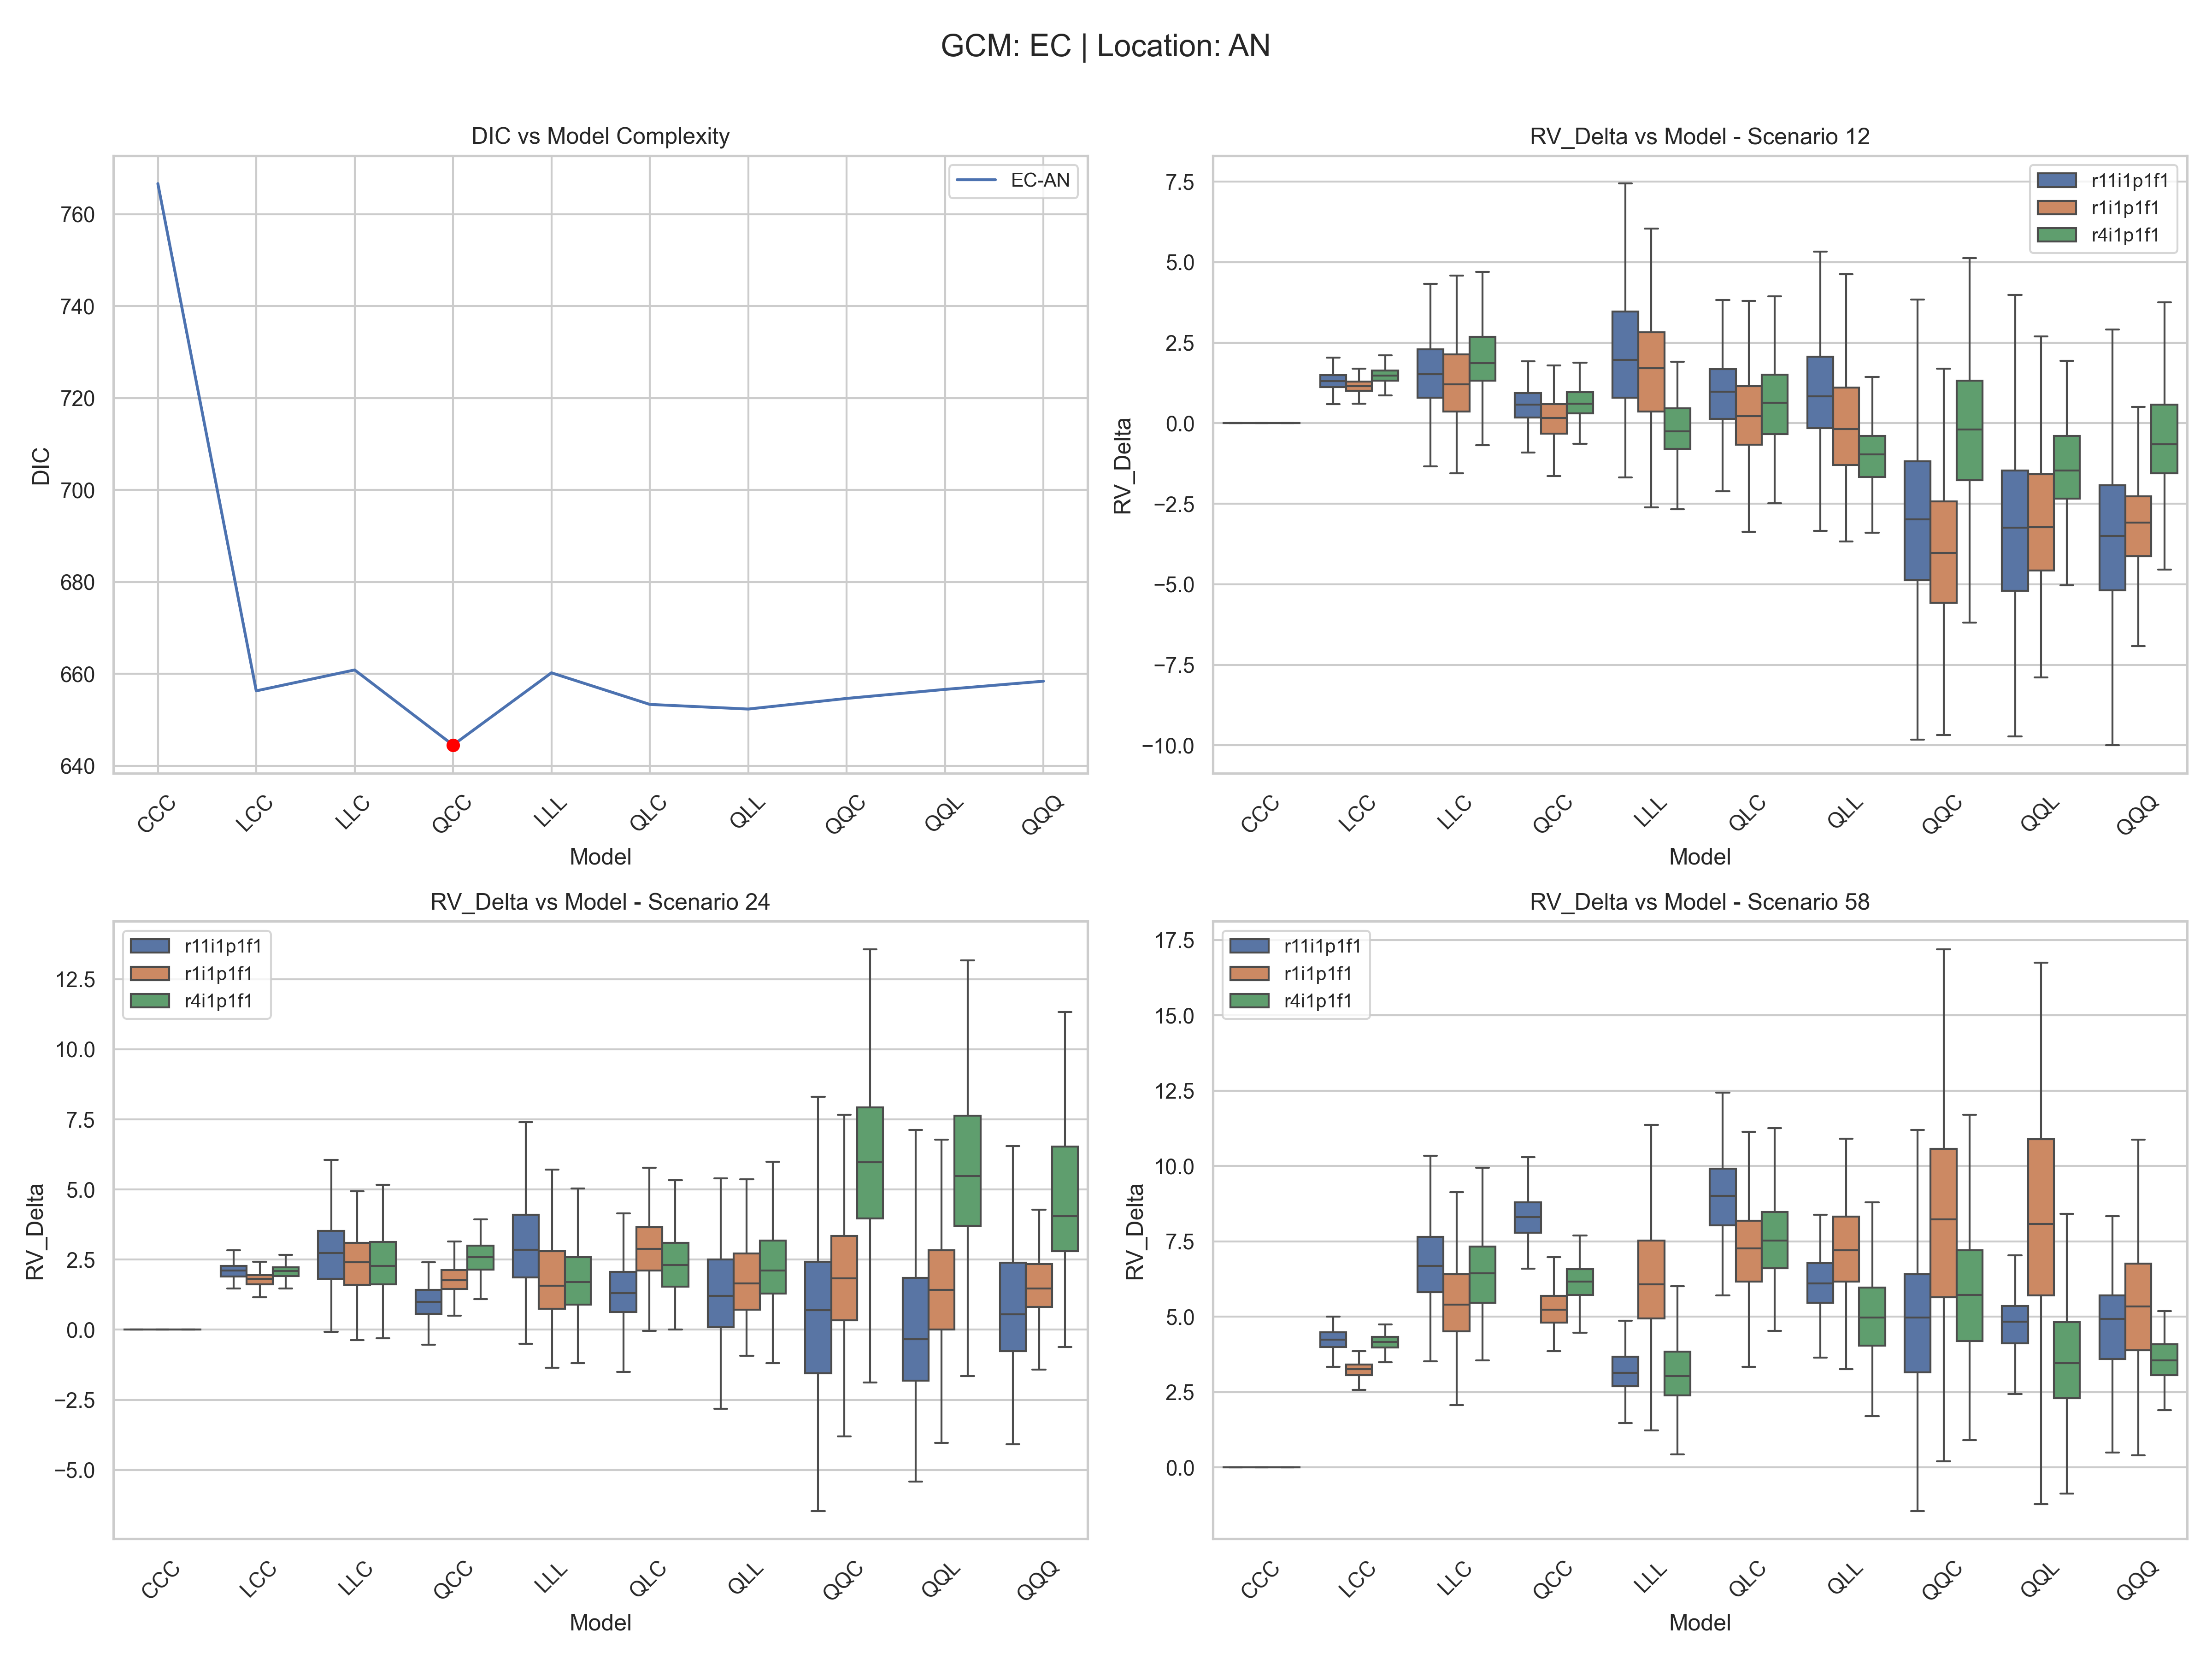 GCM: EC | Location: AN
DIC vs Model Complexity
DIC
760
740
720
700
680
660
640
EC-AN
CCC
LCC
LLC
QCC
LLL
QLC
QLL
QQC
QQL
QQQ
Model
RV_Delta vs Model - Scenario 12
RV_Delta
7.5
5.0
2.5
0.0
−2.5
−5.0
−7.5
−10.0
r11i1p1f1
r1i1p1f1
r4i1p1f1
CCC
LCC
LLC
QCC
LLL
QLC
QLL
QQC
QQL
QQQ
Model
RV_Delta vs Model - Scenario 24
RV_Delta
12.5
10.0
7.5
5.0
2.5
0.0
−2.5
−5.0
r11i1p1f1
r1i1p1f1
r4i1p1f1
CCC
LCC
LLC
QCC
LLL
QLC
QLL
QQC
QQL
QQQ
Model
RV_Delta vs Model - Scenario 58
RV_Delta
17.5
15.0
12.5
10.0
7.5
5.0
2.5
0.0
r11i1p1f1
r1i1p1f1
r4i1p1f1
CCC
LCC
LLC
QCC
LLL
QLC
QLL
QQC
QQL
QQQ
Model